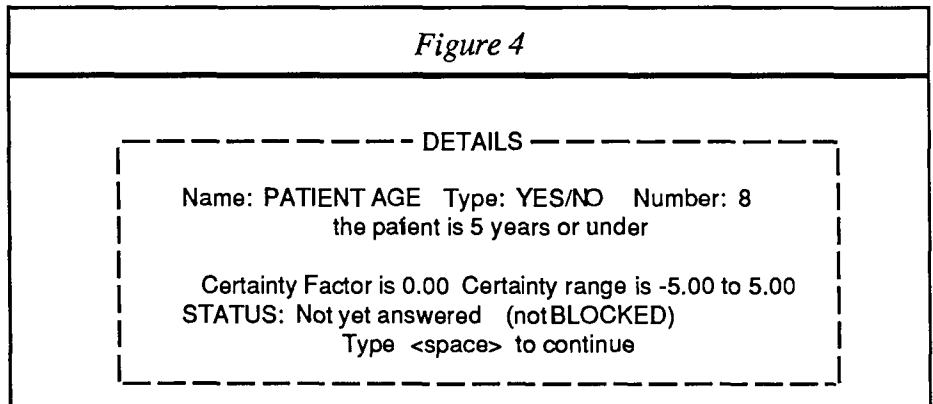 Figure 4
DETAILS
Name: PATIENT AGE Type: YES/NO Number: 8
the patient is 5 years or under
Certainty Factor is 0.00 Certainty range is -5.00 to 5.00
STATUS: Not yet answered (not BLOCKED)
Type <space> to continue